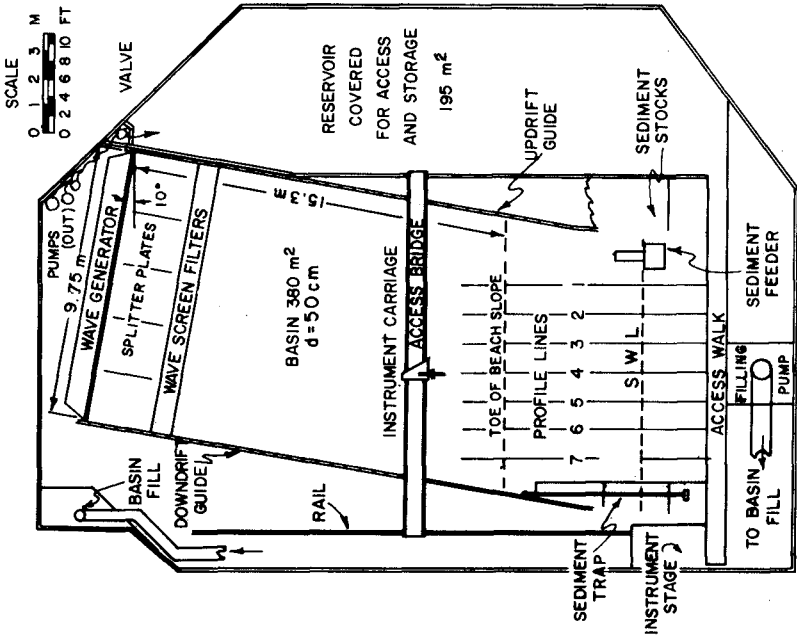 SCALE
0 1 2 3 M
0 2 4 6 8 10 FT
VALVE
PUMPS
(OUT)
9.75 m
WAVE GENERATOR
10°
SPLITTER PLATES
WAVE SCREEN FILTERS
15.3 m
RESERVOIR
COVERED
FOR ACCESS
AND STORAGE
195 m²
BASIN 380 m²
d = 50 cm
BASIN
FILL
DOWNDRIFT
GUIDE
RAIL
INSTRUMENT CARRIAGE
ACCESS BRIDGE
UPDRIFT
GUIDE
TOE OF BEACH SLOPE
PROFILE LINES
1
2
3
4
5
6
7
SWL
SEDIMENT
STOCKS
SEDIMENT
FEEDER
SEDIMENT
TRAP
INSTRUMENT
STAGE
ACCESS WALK
FILLING
PUMP
TO BASIN
FILL